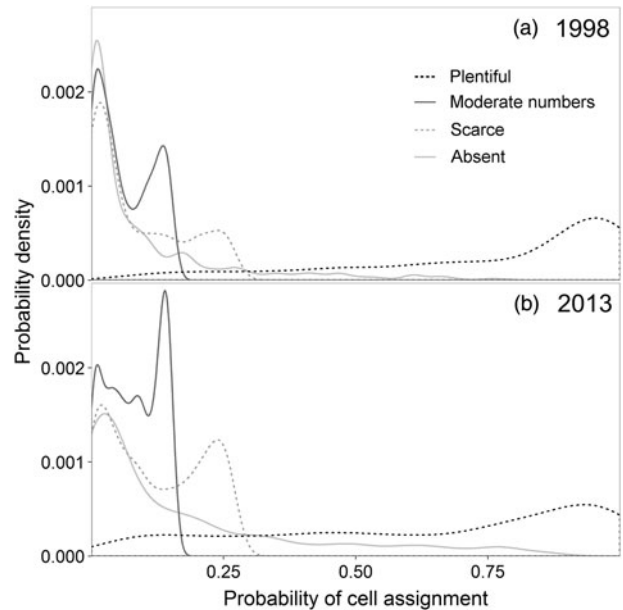 (a) 1998
Plentiful
Moderate numbers
Scarce
Absent
0.002
0.001
0.000
Probability density
(b) 2013
0.002
0.001
0.000
0.25 0.50 0.75
Probability of cell assignment